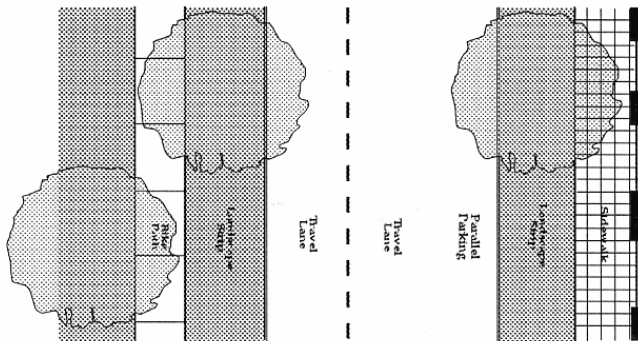 Bike
Path
Landscape
Strip
Travel
Lane
Travel
Lane
Parallel
Parking
Landscape
Strip
Sidewalk